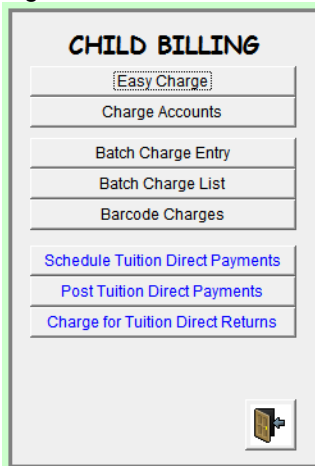 CHILD BILLING
Easy Charge
Charge Accounts
Batch Charge Entry
Batch Charge List
Barcode Charges
Schedule Tuition Direct Payments
Post Tuition Direct Payments
Charge for Tuition Direct Returns